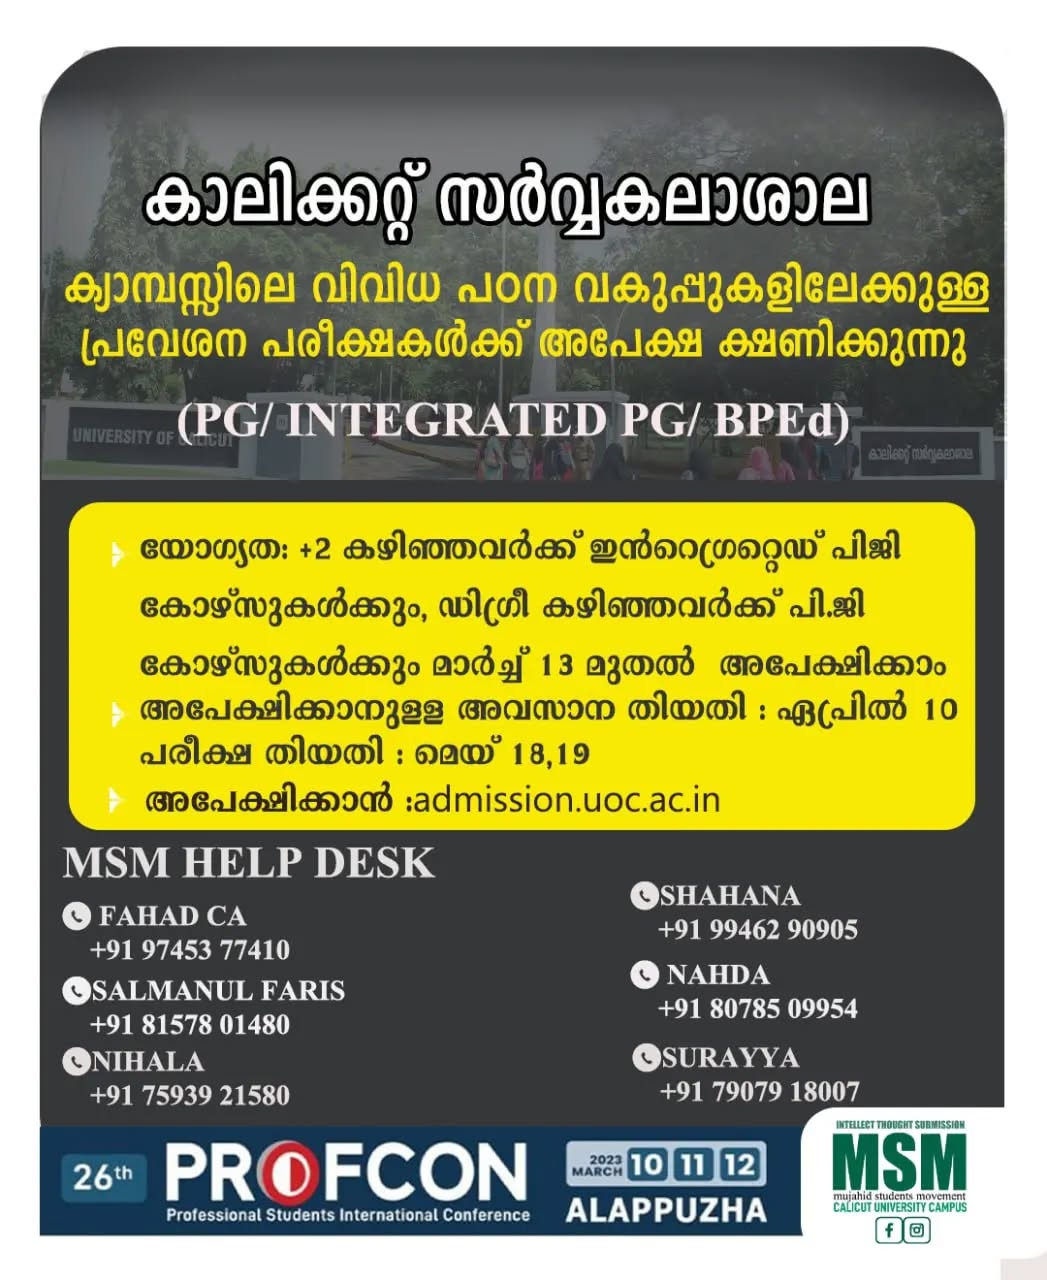 കാലിക്കറ്റ് സർവ്വകലാശാല
ക്യാമ്പസ്സിലെ വിവിധ പഠന വകുപ്പുകളിലേക്കുള്ള
പ്രവേശന പരീക്ഷകൾക്ക് അപേക്ഷ ക്ഷണിക്കുന്നു
(PG/ INTEGRATED PG/ BPEd)
UNIVERSITY OF CALICUT
കാലിക്കറ്റ് സർവകലാശാല
യോഗ്യത: +2 കഴിഞ്ഞവർക്ക് ഇൻറെഗ്രറ്റെഡ് പിജി
കോഴ്സുകൾക്കും, ഡിഗ്രീ കഴിഞ്ഞവർക്ക് പി.ജി
കോഴ്സുകൾക്കും മാർച്ച് 13 മുതൽ അപേക്ഷിക്കാം
അപേക്ഷിക്കാനുളള അവസാന തിയതി : ഏപ്രിൽ 10
പരീക്ഷ തിയതി : മെയ് 18,19
അപേക്ഷിക്കാൻ :admission.uoc.ac.in
MSM HELP DESK
FAHAD CA
+91 97453 77410
SALMANUL FARIS
+91 81578 01480
NIHALA
+91 75939 21580
SHAHANA
+91 99462 90905
NAHDA
+91 80785 09954
SURAYYA
+91 79079 18007
26th
PROFCON
Professional Students International Conference
2023
MARCH 10 11 12
ALAPPUZHA
INTELLECT THOUGHT SUBMISSION
MSM
mujahid students movement
CALICUT UNIVERSITY CAMPUS